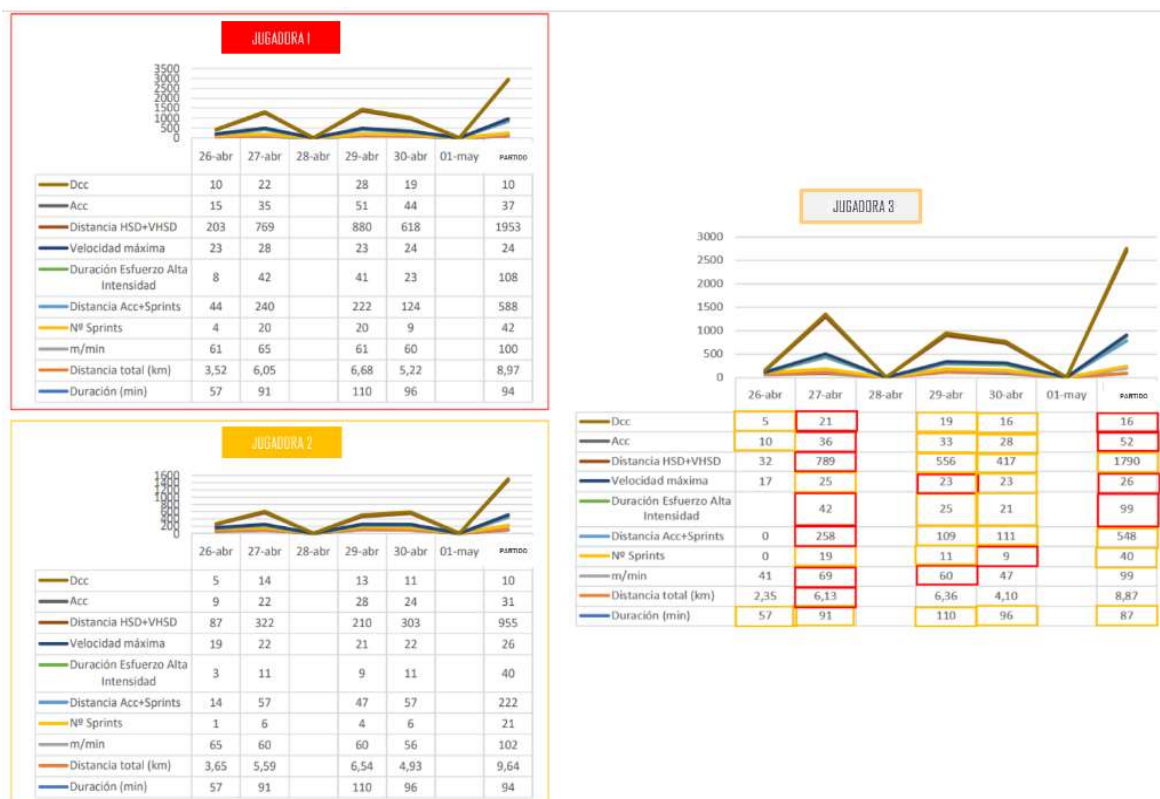 JUGADORA 1
3500
3000
2500
2000
1500
1000
500
0
26-abr 27-abr 28-abr 29-abr 30-abr 01-may PARTIDO
Dcc 10 22 28 19 10
Acc 15 35 51 44 37
Distancia HSD+VHSD 203 769 880 618 1953
Velocidad máxima 23 28 23 24 24
Duración Esfuerzo Alta
Intensidad 8 42 41 23 108
Distancia Acc+Sprints 44 240 222 124 588
Nº Sprints 4 20 20 9 42
m/min 61 65 61 60 100
Distancia total (km) 3,52 6,05 6,68 5,22 8,97
Duración (min) 57 91 110 96 94
JUGADORA 2
1600
1400
1200
1000
800
600
400
200
0
26-abr 27-abr 28-abr 29-abr 30-abr 01-may PARTIDO
Dcc 5 14 13 11 10
Acc 9 22 28 24 31
Distancia HSD+VHSD 87 322 210 303 955
Velocidad máxima 19 22 21 22 26
Duración Esfuerzo Alta
Intensidad 3 11 9 11 40
Distancia Acc+Sprints 14 57 47 57 222
Nº Sprints 1 6 4 6 21
m/min 65 60 60 56 102
Distancia total (km) 3,65 5,59 6,54 4,93 9,64
Duración (min) 57 91 110 96 94
JUGADORA 3
3000
2500
2000
1500
1000
500
0
26-abr 27-abr 28-abr 29-abr 30-abr 01-may PARTIDO
Dcc 5 21 19 16 16
Acc 10 36 33 28 52
Distancia HSD+VHSD 32 789 556 417 1790
Velocidad máxima 17 25 23 23 26
Duración Esfuerzo Alta
Intensidad 42 25 21 99
Distancia Acc+Sprints 0 258 109 111 548
Nº Sprints 0 19 11 9 40
m/min 41 69 60 47 99
Distancia total (km) 2,35 6,13 6,36 4,10 8,87
Duración (min) 57 91 110 96 87